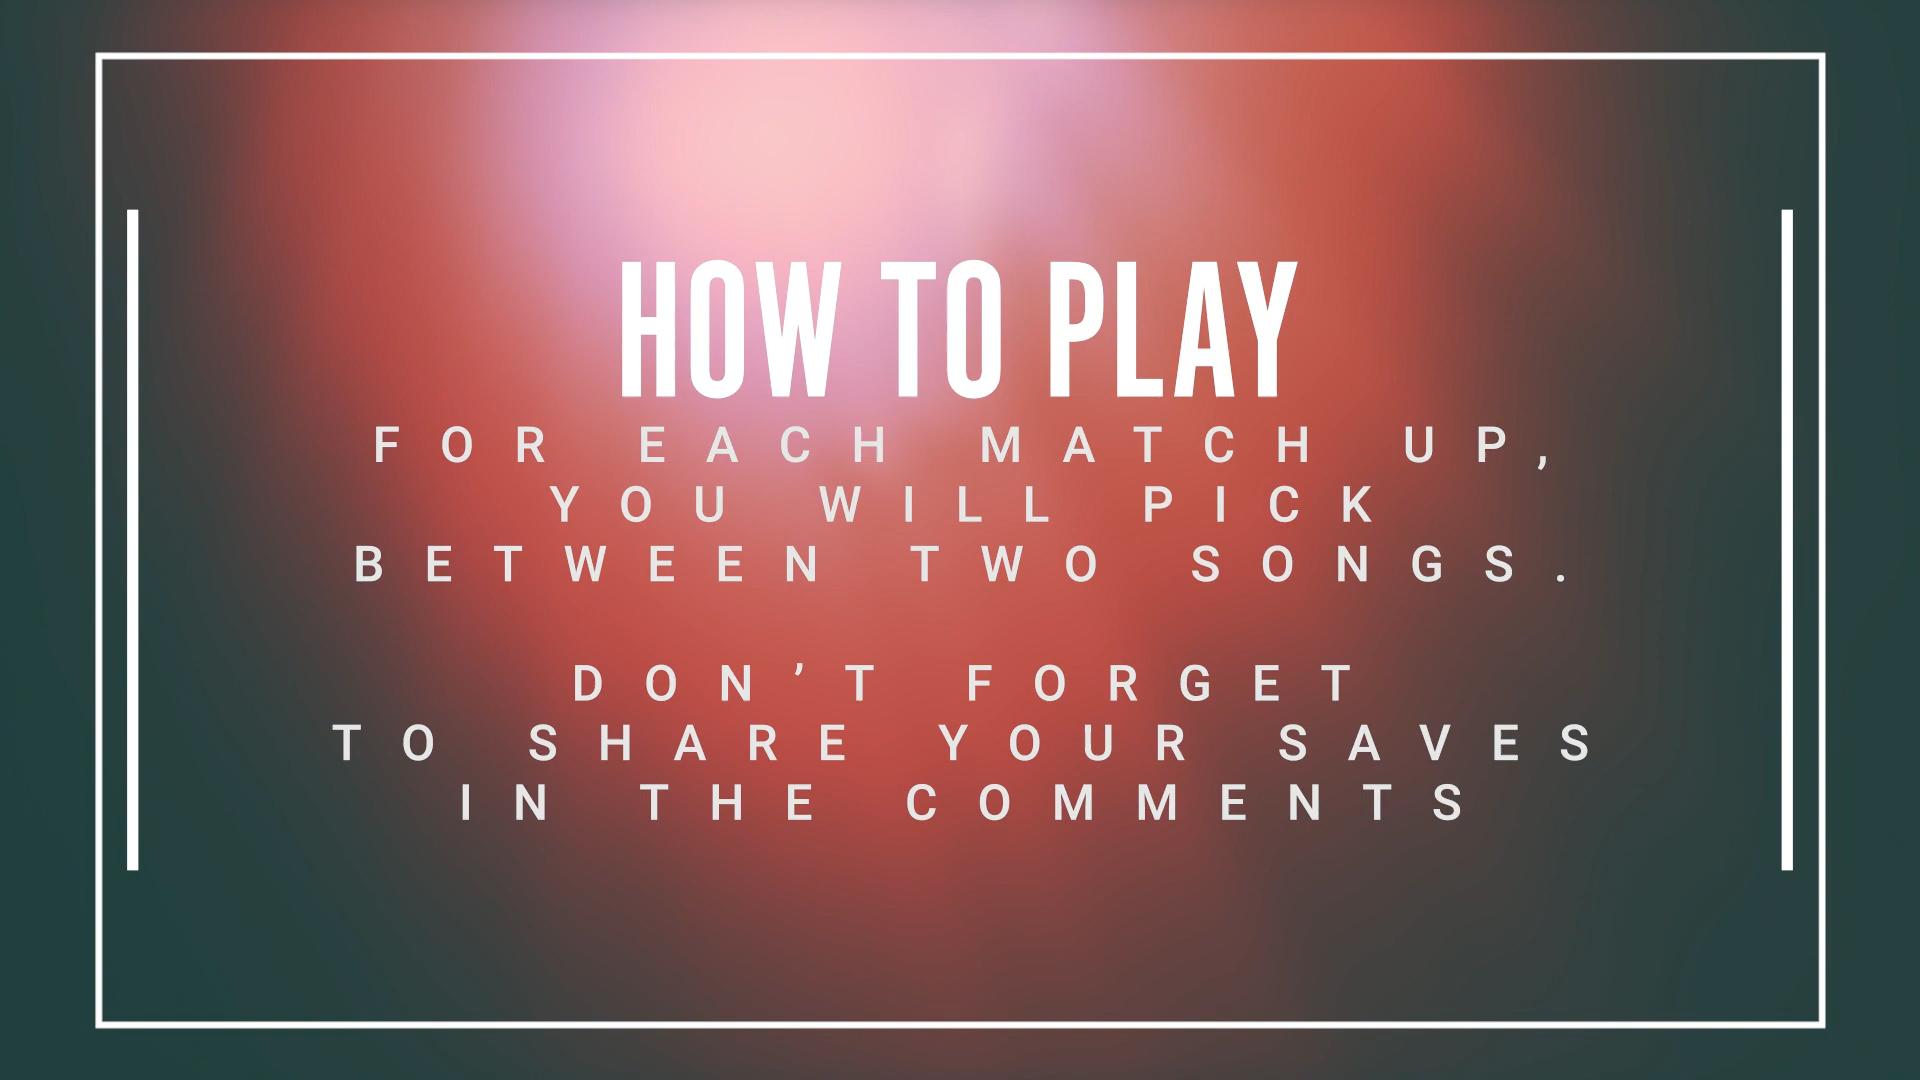 HOW TO PLAY
FOR EACH MATCH UP,
YOU WILL PICK
BETWEEN TWO SONGS.
DON’T FORGET
TO SHARE YOUR SAVES
IN THE COMMENTS